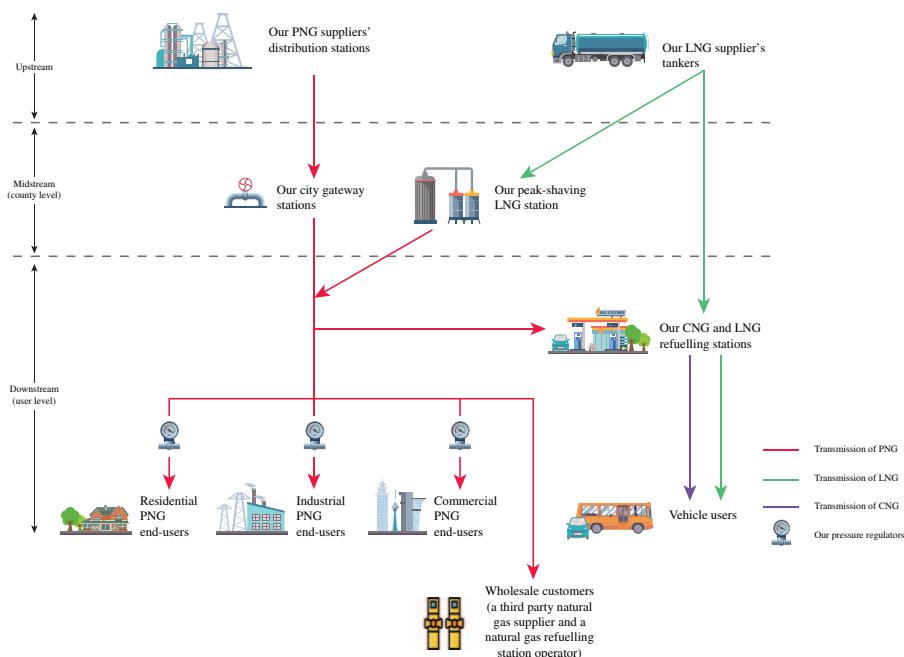 Our PNG suppliers'
distribution stations
Our LNG supplier's
tankers
Upstream
Midstream
(county level)
Our city gateway
stations
Our peak-shaving
LNG station
GAS STATION
Our CNG and LNG
refuelling stations
Downstream
(user level)
Transmission of PNG
Transmission of LNG
Transmission of CNG
Our pressure regulators
Residential
PNG
end-users
Industrial
PNG
end-users
Commercial
PNG
end-users
Vehicle users
Wholesale customers
(a third party natural
gas supplier and a
natural gas refuelling
station operator)